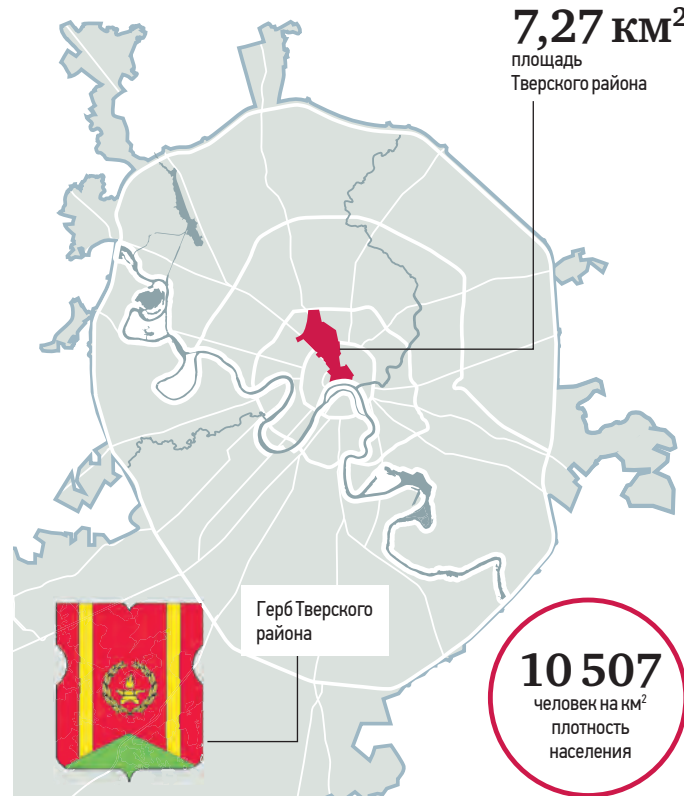 7,27 км²
площадь
Тверского района
Герб Тверского
района
10 507
человек на км²
плотность
населения